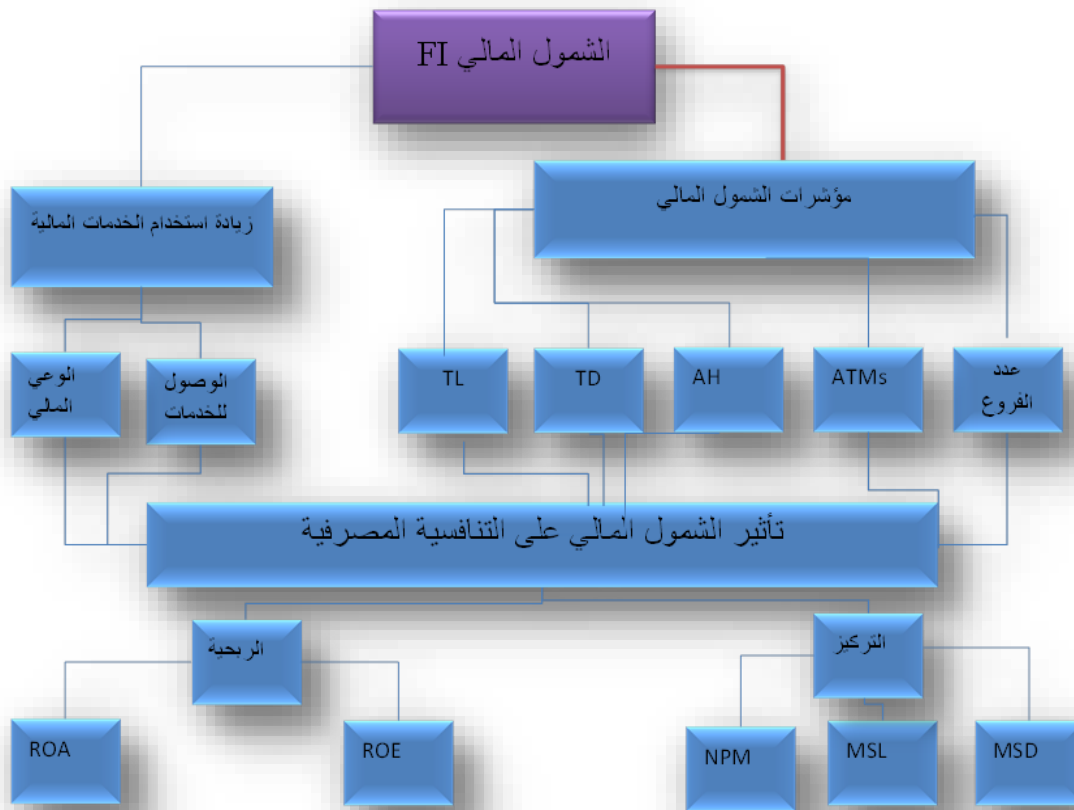 الشمول المالي FI
مؤشرات الشمول المالي
زيادة استخدام الخدمات المالية
عدد
الفروع
ATMs
AH
TD
TL
الوصول
للخدمات
الوعي
المالي
تأثير الشمول المالي على التنافسية المصرفية
التركيز
الربحية
MSD
MSL
NPM
ROE
ROA